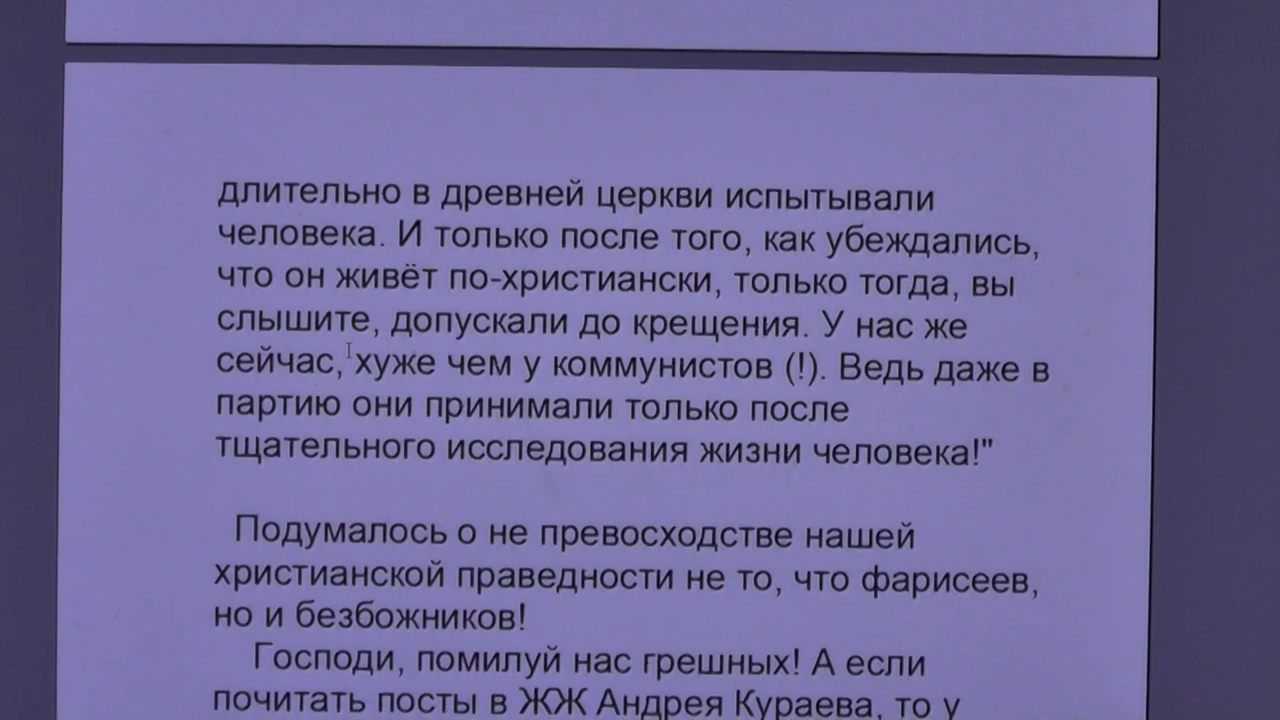 длительно в древней церкви испытывали
человека. И только после того, как убеждались,
что он живёт по-христиански, только тогда, вы
слышите, допускали до крещения. У нас же
сейчас, хуже чем у коммунистов (!). Ведь даже в
партию они принимали только после
тщательного исследования жизни человека!"
Подумалось о не превосходстве нашей
христианской праведности не то, что фарисеев,
но и безбожников!
Господи, помилуй нас грешных! А если
почитать посты в ЖЖ Андрея Кураева, то у